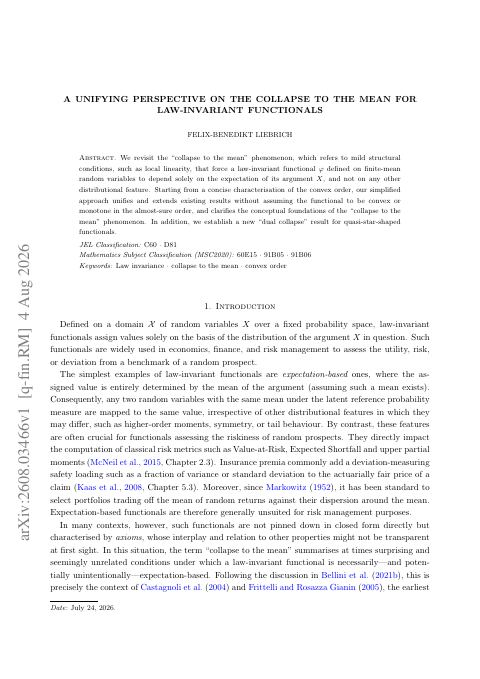 A UNIFYING PERSPECTIVE ON THE COLLAPSE TO THE MEAN FOR
LAW-INVARIANT FUNCTIONALS
FELIX-BENEDIKT LIEBRICH
Abstract. We revisit the “collapse to the mean” phenomenon, which refers to mild structural
conditions, such as local linearity, that force a law-invariant functional φ defined on finite-mean
random variables to depend solely on the expectation of its argument X, and not on any other
distributional feature. Starting from a concise characterisation of the convex order, our simplified
approach unifies and extends existing results without assuming the functional to be convex or
monotone in the almost-sure order, and clarifies the conceptual foundations of the “collapse to the
mean” phenomenon. In addition, we establish a new “dual collapse” result for quasi-star-shaped
functionals.
JEL Classification: C60 · D81
Mathematics Subject Classification (MSC2020): 60E15 · 91B05 · 91B06
Keywords: Law invariance · collapse to the mean · convex order
1. Introduction
Defined on a domain 𝒳 of random variables X over a fixed probability space, law-invariant
functionals assign values solely on the basis of the distribution of the argument X in question. Such
functionals are widely used in economics, finance, and risk management to assess the utility, risk,
or deviation from a benchmark of a random prospect.
The simplest examples of law-invariant functionals are expectation-based ones, where the as-
signed value is entirely determined by the mean of the argument (assuming such a mean exists).
Consequently, any two random variables with the same mean under the latent reference probability
measure are mapped to the same value, irrespective of other distributional features in which they
may differ, such as higher-order moments, symmetry, or tail behaviour. By contrast, these features
are often crucial for functionals assessing the riskiness of random prospects. They directly impact
the computation of classical risk metrics such as Value-at-Risk, Expected Shortfall and upper partial
moments (McNeil et al., 2015, Chapter 2.3). Insurance premia commonly add a deviation-measuring
safety loading such as a fraction of variance or standard deviation to the actuarially fair price of a
claim (Kaas et al., 2008, Chapter 5.3). Moreover, since Markowitz (1952), it has been standard to
select portfolios trading off the mean of random returns against their dispersion around the mean.
Expectation-based functionals are therefore generally unsuited for risk management purposes.
In many contexts, however, such functionals are not pinned down in closed form directly but
characterised by axioms, whose interplay and relation to other properties might not be transparent
at first sight. In this situation, the term “collapse to the mean” summarises at times surprising and
seemingly unrelated conditions under which a law-invariant functional is necessarily—and poten-
tially unintentionally—expectation-based. Following the discussion in Bellini et al. (2021b), this is
precisely the context of Castagnoli et al. (2004) and Frittelli and Rosazza Gianin (2005), the earliest
Date: July 24, 2026.
arXiv:2608.03466v1 [q-fin.RM] 4 Aug 2026